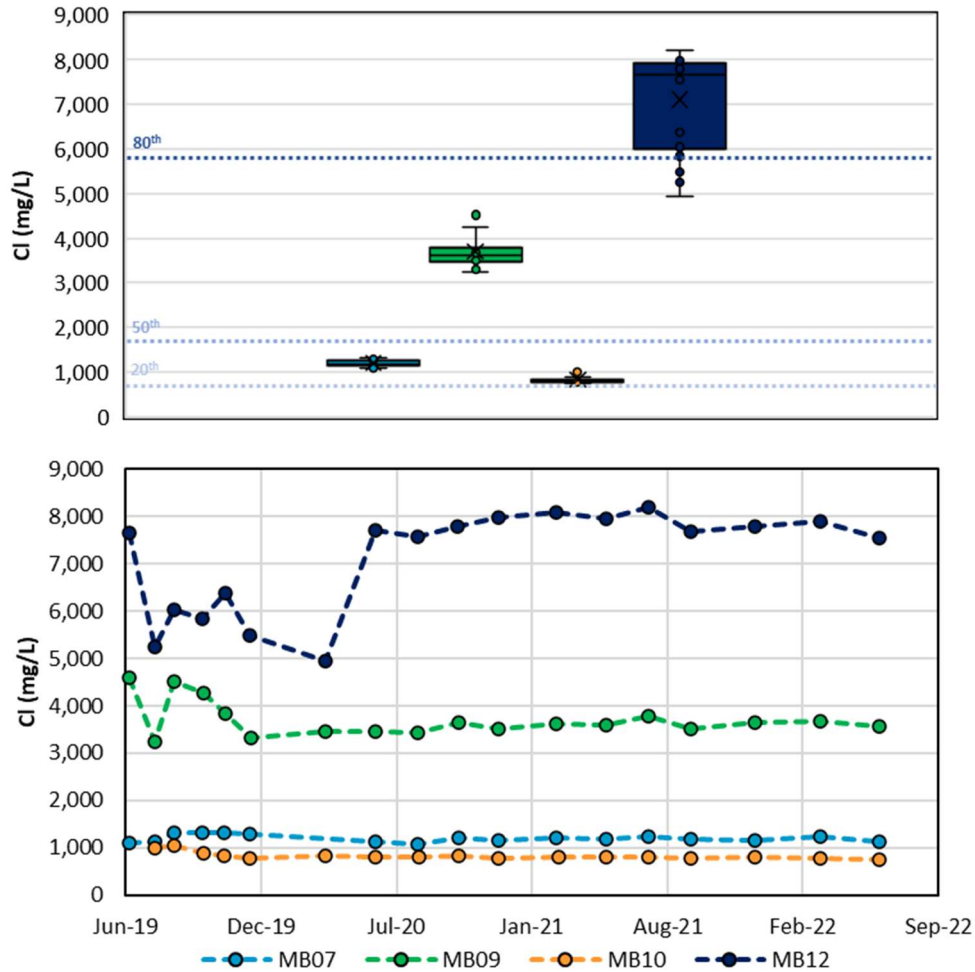 9,000
8,000
7,000
6,000
5,000
4,000
3,000
2,000
1,000
0
Cl (mg/L)
80th
50th
20th
9,000
8,000
7,000
6,000
5,000
4,000
3,000
2,000
1,000
0
Cl (mg/L)
Jun-19 Dec-19 Jul-20 Jan-21 Aug-21 Feb-22 Sep-22
MB07 MB09 MB10 MB12